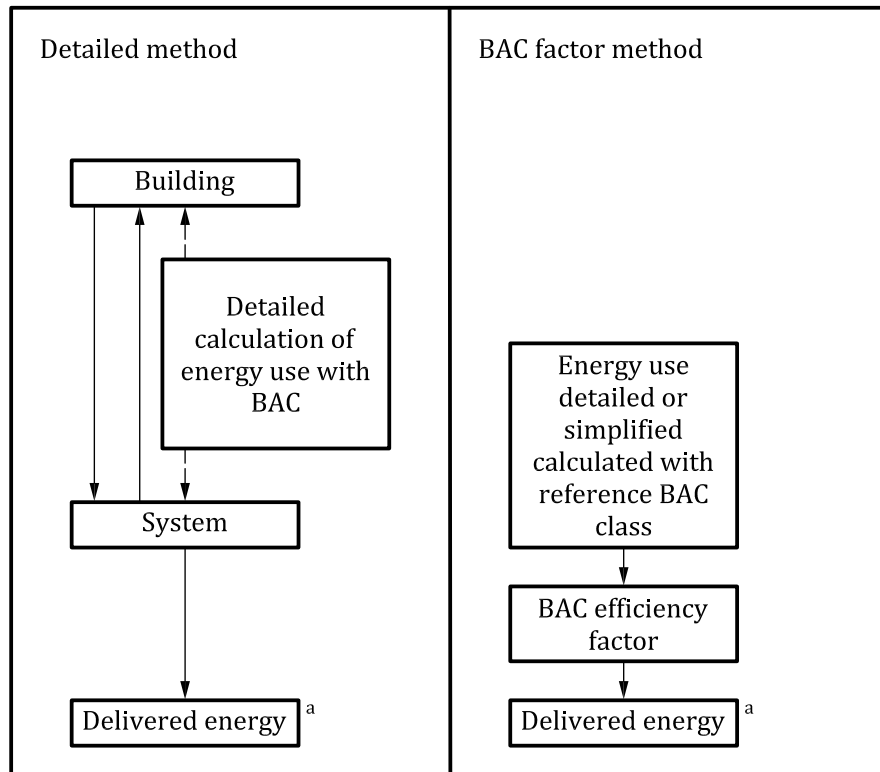 Detailed method
Building
Detailed
calculation of
energy use with
BAC
System
Delivered energy a
BAC factor method
Energy use
detailed or
simplified
calculated with
reference BAC
class
BAC efficiency
factor
Delivered energy a